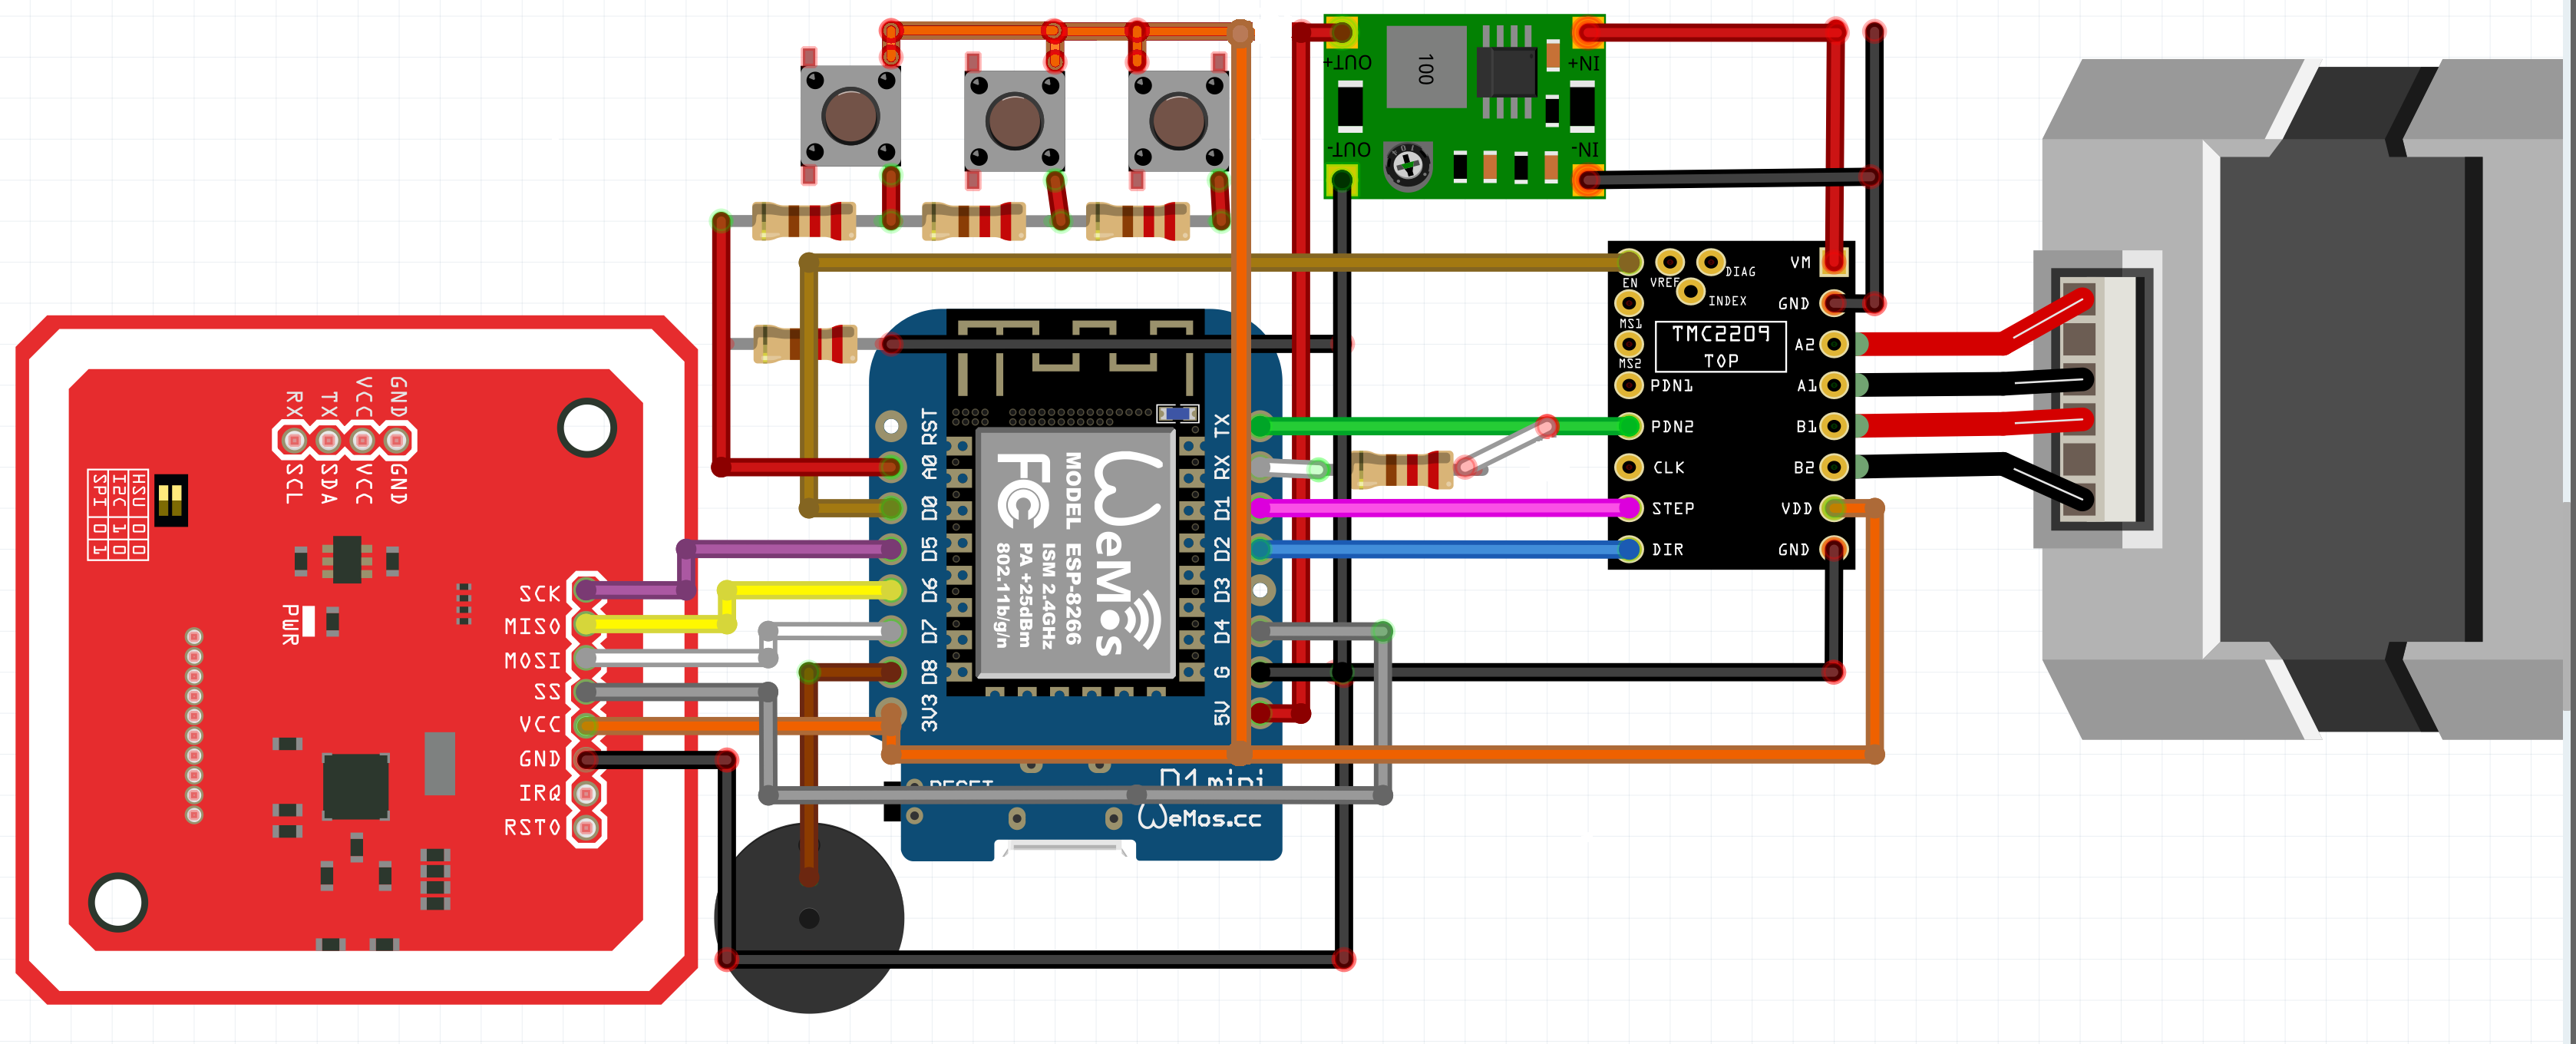 OUT+
100
IN+
OUT-
IN-
RX
TX
VCC
GND
SCL
SDA
VCC
GND
HSU 0 0
I2C 1 0
SPI 0 1
PWR
SCK
MISO
MOSI
SS
VCC
GND
IRQ
RSTO
RST
A0
D0
D5
D6
D7
D8
3V3
TX
RX
D1
D2
D3
D4
G
5V
WeMos
MODEL ESP-8266
ISM 2.4GHz
PA +25dBm
802.11b/g/n
FC
RESET
D1 mini
WeMos.cc
EN
VREF
DIAG
INDEX
MS1
MS2
PDN1
PDN2
CLK
STEP
DIR
TMC2209
TOP
VM
GND
A2
A1
B1
B2
VDD
GND